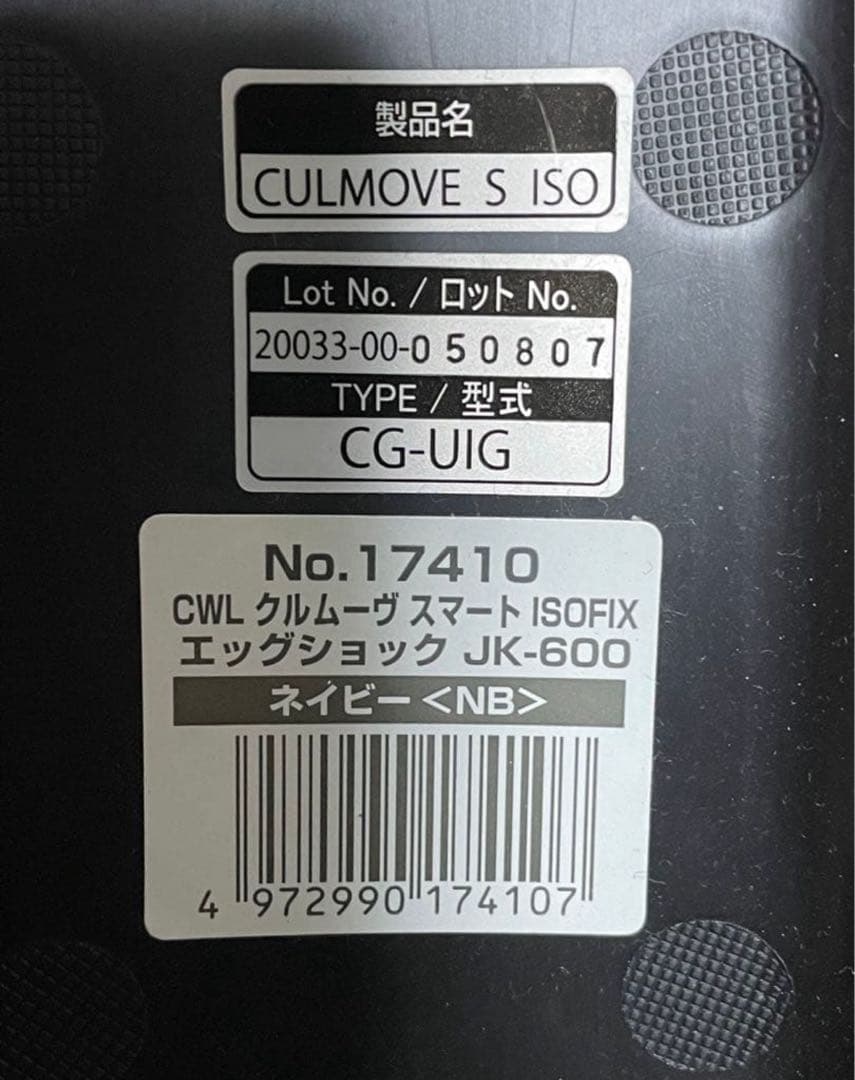 製品名
CULMOVE S ISO
Lot No. / ロット No.
20033-00-050807
TYPE / 型式
CG-UIG
No.17410
CWL クルムーヴ スマート ISOFIX
エッグショック JK-600
ネイビー<NB>
4 972990 174107